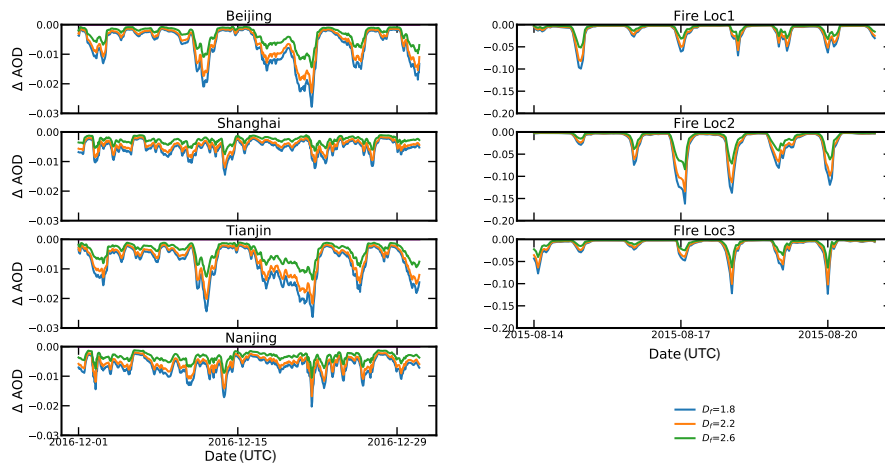 Beijing
0.00
−0.01
−0.02
−0.03
Δ AOD
Shanghai
0.00
−0.01
−0.02
−0.03
Tianjin
0.00
−0.01
−0.02
−0.03
Δ AOD
Nanjing
0.00
−0.01
−0.02
−0.03
Δ AOD
2016-12-01 2016-12-15 2016-12-29
Date (UTC)
Fire Loc1
0.00
−0.05
−0.10
−0.15
−0.20
Fire Loc2
0.00
−0.05
−0.10
−0.15
−0.20
FIre Loc3
0.00
−0.05
−0.10
−0.15
−0.20
2015-08-14 2015-08-17 2015-08-20
Date (UTC)
Df=1.8
Df=2.2
Df=2.6